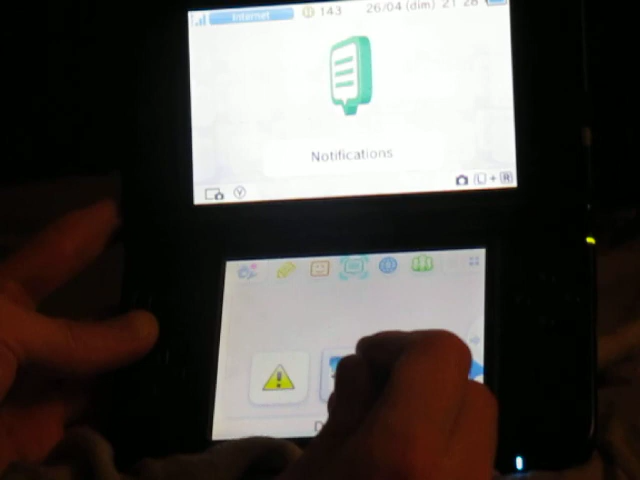 Internet 143 26/04 (dim) 21 28
Notifications
Y
/L + R
D